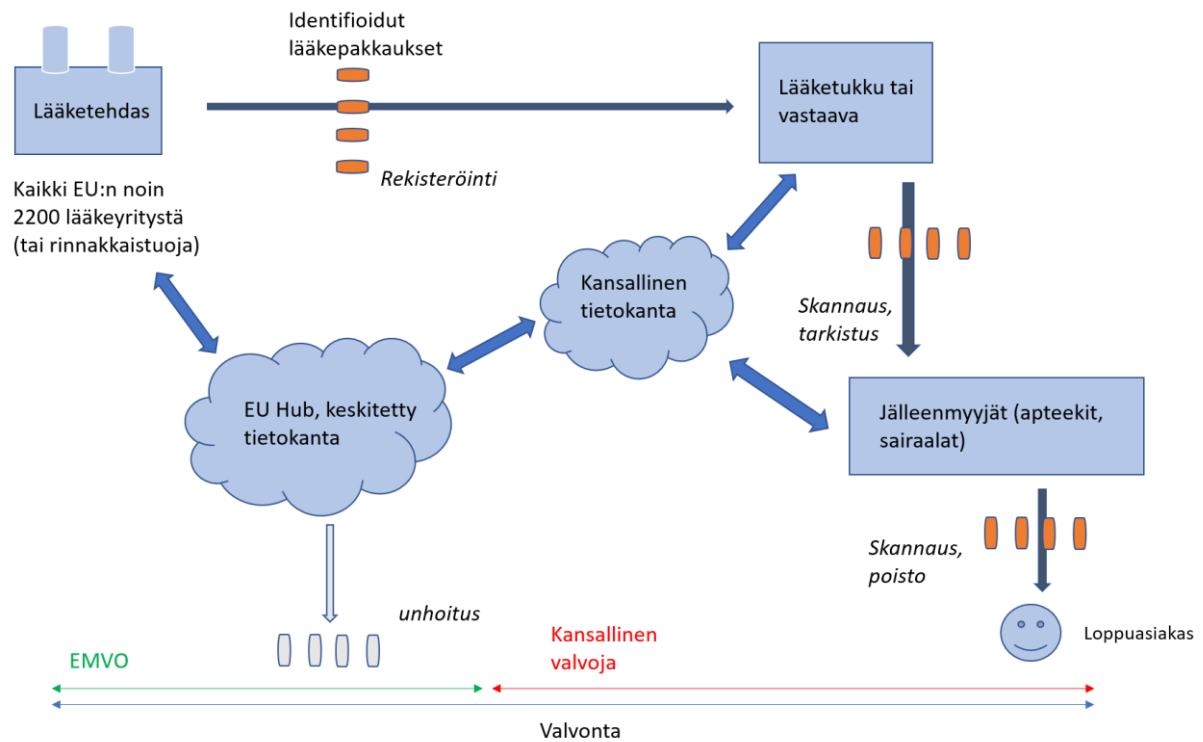 Identifioidut
lääkepakkaukset
Lääketehdas
Lääketukku tai
vastaava
Rekisteröinti
Kaikki EU:n noin
2200 lääkeyritystä
(tai rinnakkaistuoja)
Kansallinen
tietokanta
Skannaus,
tarkistus
EU Hub, keskitetty
tietokanta
Jälleenmyyjät (apteekit,
sairaalat)
Skannaus,
poisto
unhoitus
Loppuasiakas
EMVO
Kansallinen
valvoja
Valvonta